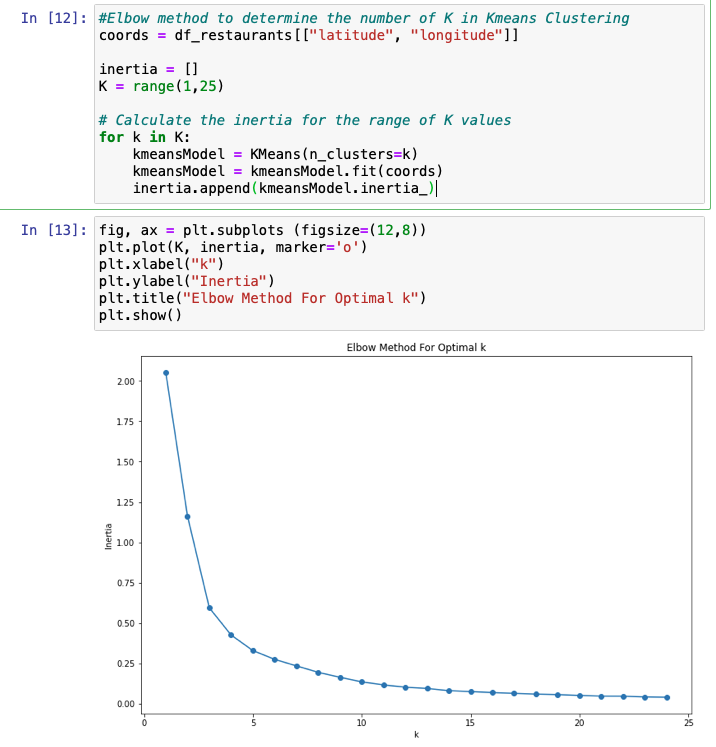 In [12]: #Elbow method to determine the number of K in Kmeans Clustering
coords = df_restaurants[["latitude", "longitude"]]
inertia = []
K = range(1,25)
# Calculate the inertia for the range of K values
for k in K:
    kmeansModel = KMeans(n_clusters=k)
    kmeansModel = kmeansModel.fit(coords)
    inertia.append(kmeansModel.inertia_)
In [13]: fig, ax = plt.subplots (figsize=(12,8))
plt.plot(K, inertia, marker='o')
plt.xlabel("k")
plt.ylabel("Inertia")
plt.title("Elbow Method For Optimal k")
plt.show()
Elbow Method For Optimal k
2.00
1.75
1.50
1.25
1.00
0.75
0.50
0.25
0.00
Inertia
0 5 10 15 20 25
k